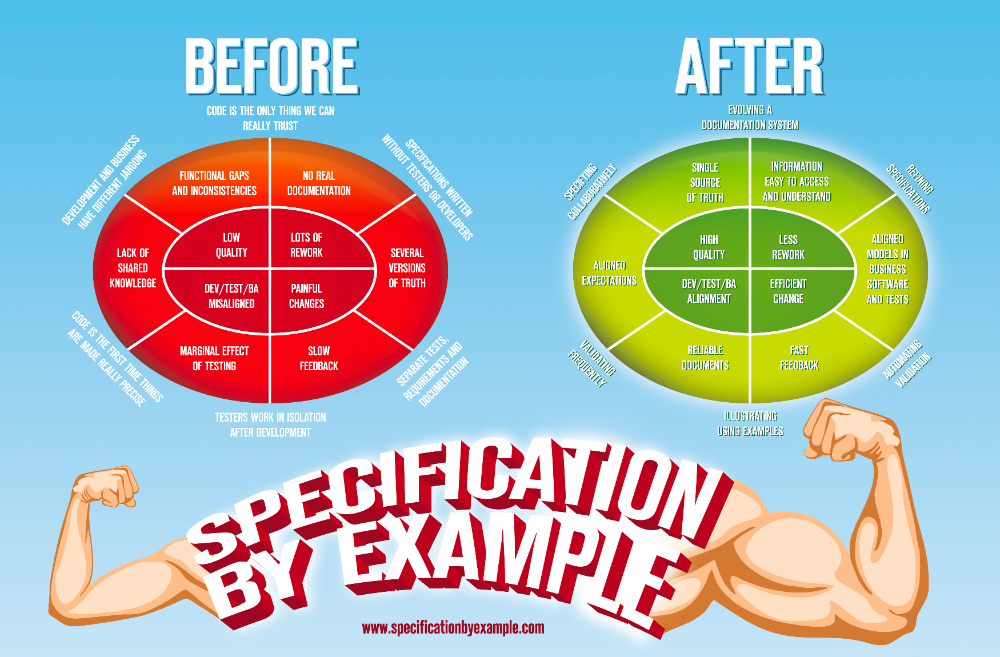 BEFORE
CODE IS THE ONLY THING WE CAN
REALLY TRUST
DEVELOPMENT AND BUSINESS
HAVE DIFFERENT JARGONS
SPECIFICATIONS WRITTEN
WITHOUT TESTERS OR DEVELOPERS
FUNCTIONAL GAPS
AND INCONSISTENCIES
NO REAL
DOCUMENTATION
LACK OF
SHARED
KNOWLEDGE
LOW
QUALITY
LOTS OF
REWORK
SEVERAL
VERSIONS
OF TRUTH
DEV/TEST/BA
MISALIGNED
PAINFUL
CHANGES
MARGINAL EFFECT
OF TESTING
SLOW
FEEDBACK
CODE IS THE FIRST TIME THINGS
ARE MADE REALLY PRECISE
SEPARATE TESTS,
REQUIREMENTS AND
DOCUMENTATION
TESTERS WORK IN ISOLATION
AFTER DEVELOPMENT
AFTER
EVOLVING A
DOCUMENTATION SYSTEM
SPECIFYING
COLLABORATIVELY
REFINING
SPECIFICATIONS
SINGLE
SOURCE
OF TRUTH
INFORMATION
EASY TO ACCESS
AND UNDERSTAND
ALIGNED
EXPECTATIONS
HIGH
QUALITY
LESS
REWORK
ALIGNED
MODELS IN
BUSINESS
SOFTWARE
AND TESTS
DEV/TEST/BA
ALIGNMENT
EFFICIENT
CHANGE
RELIABLE
DOCUMENTS
FAST
FEEDBACK
VALIDATING
FREQUENTLY
AUTOMATING
VALIDATION
ILLUSTRATING
USING EXAMPLES
SPECIFICATION
BY EXAMPLE
www.specificationbyexample.com